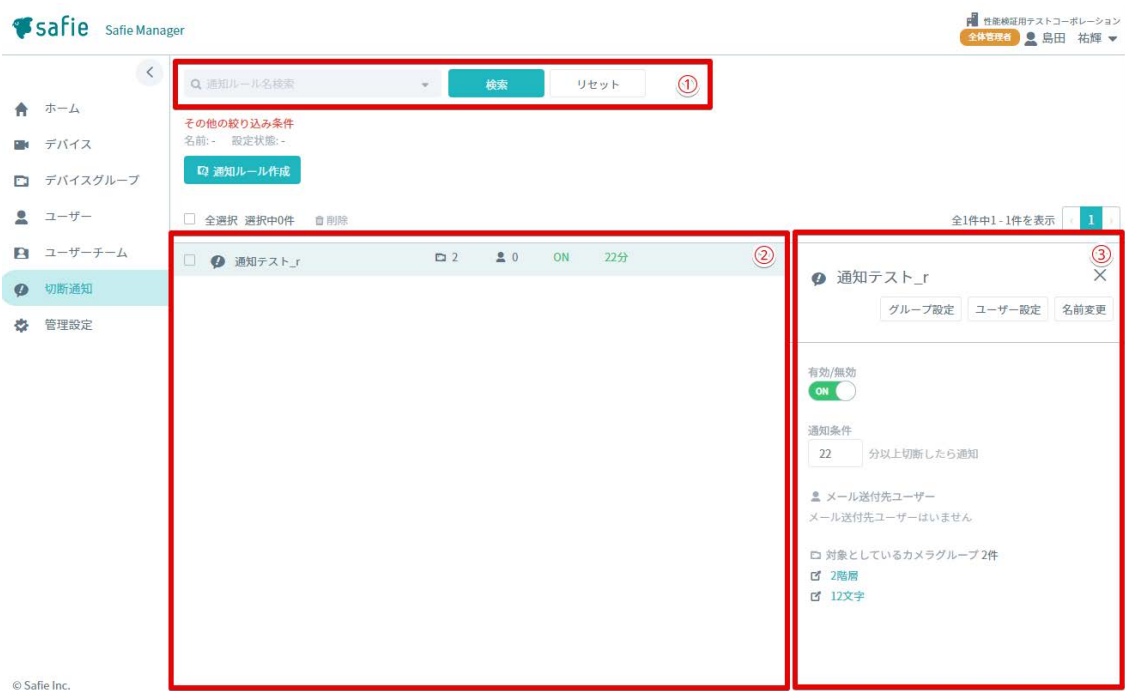 safie Safie Manager
性能検証用テストコーポレーション
全体管理者 島田 祐輝
ホーム
デバイス
デバイスグループ
ユーザー
ユーザーチーム
切断通知
管理設定
© Safie Inc.
通知ルール名検索 検索 リセット ①
その他の絞り込み条件
名前: - 設定状態: -
通知ルール作成
全選択 選択中0件 削除
全1件中1 - 1件を表示 ‹ 1 ›
通知テスト_r 2 0 ON 22分 ②
③
通知テスト_r
グループ設定 ユーザー設定 名前変更
有効/無効
ON
通知条件
22 分以上切断したら通知
メール送付先ユーザー
メール送付先ユーザーはいません
対象としているカメラグループ 2件
2階層
12文字